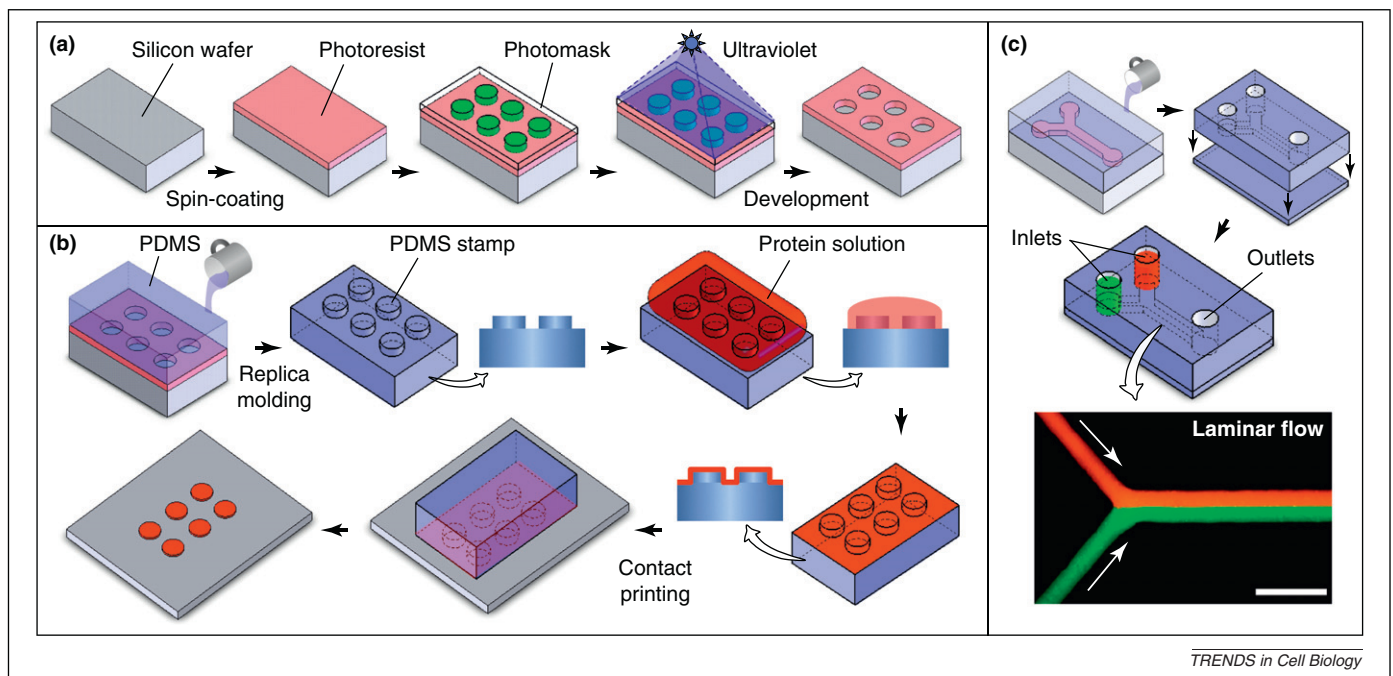 (a)
Silicon wafer
Photoresist
Photomask
Ultraviolet
Spin-coating
Development
(b)
PDMS
PDMS stamp
Protein solution
Replica
molding
Contact
printing
(c)
Inlets
Outlets
Laminar flow
TRENDS in Cell Biology